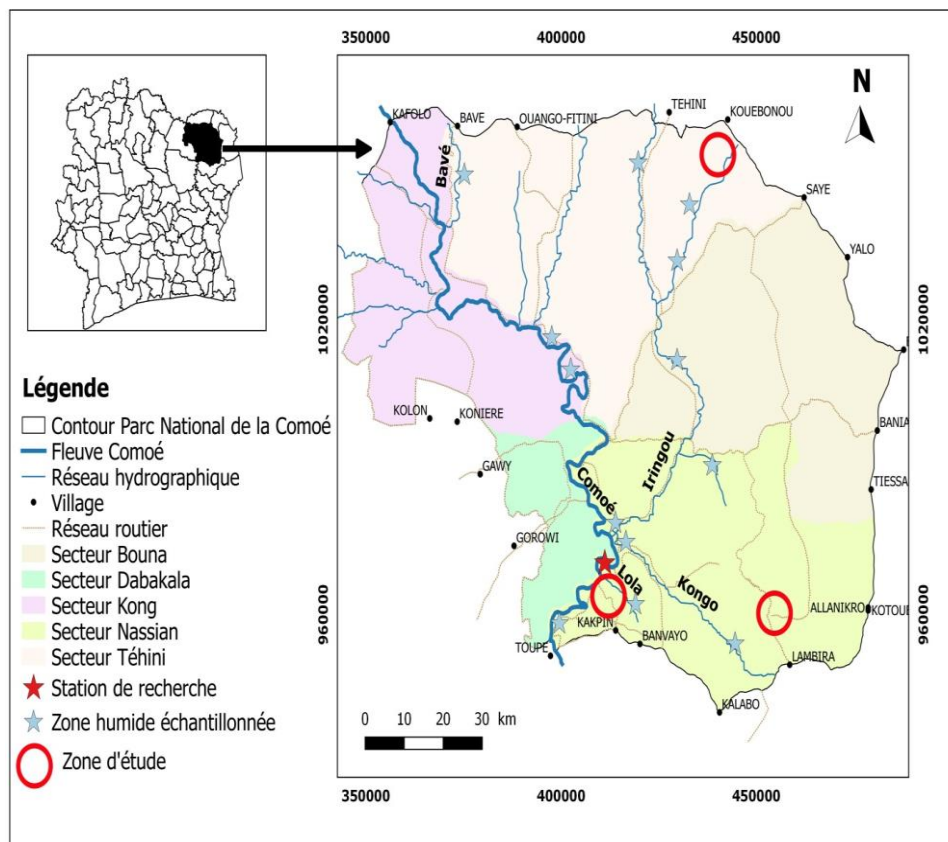 350000
400000
450000
N
KAFOLO
BAVE
OUANGO-FITINI
TEHINI
KOUEBONOU
Bavé
SAYE
YALO
1020000
1020000
Légende
Contour Parc National de la Comoé
Fleuve Comoé
Réseau hydrographique
Village
Réseau routier
Secteur Bouna
Secteur Dabakala
Secteur Kong
Secteur Nassian
Secteur Téhini
Station de recherche
Zone humide échantillonnée
Zone d'étude
KOLON
KONIERE
BANIA
GAWY
Comoé
Iringou
TIESSA
GOROWI
Lola
Kongo
960000
960000
ALLANIKRO
KAKPIN
TOUPE
BANVAYO
LAMBIRA
KALABO
0 10 20 30 km
350000
400000
450000